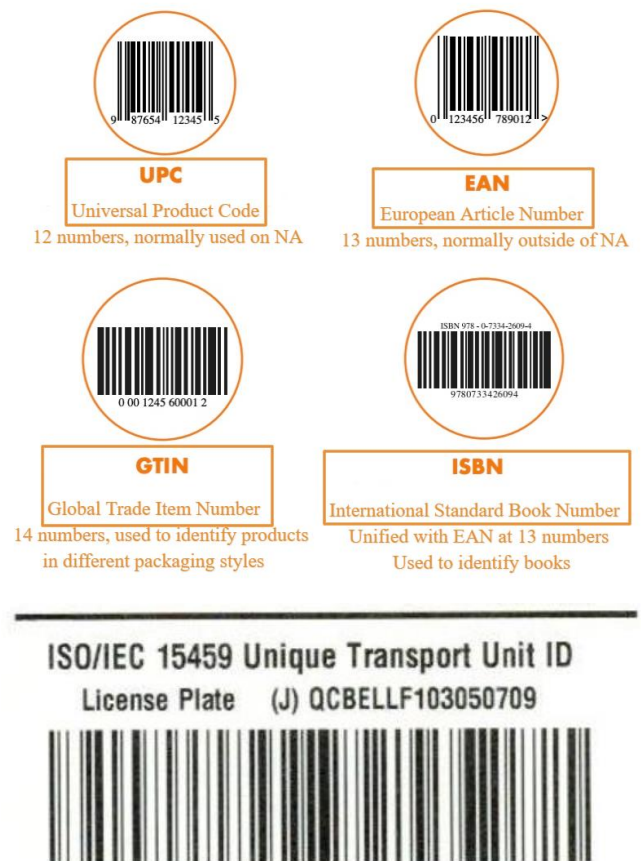 9 87654 12345 5
0 123456 789012 >
UPC
Universal Product Code
12 numbers, normally used on NA
EAN
European Article Number
13 numbers, normally outside of NA
0 00 1245 60001 2
ISBN 978 - 0-7334-2609-4
9780733426094
GTIN
Global Trade Item Number
14 numbers, used to identify products
in different packaging styles
ISBN
International Standard Book Number
Unified with EAN at 13 numbers
Used to identify books
ISO/IEC 15459 Unique Transport Unit ID
License Plate (J) QCBELLF103050709